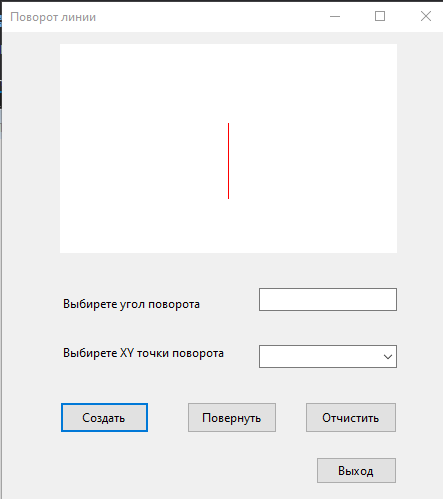 Поворот линии
Выбирете угол поворота
Выбирете XY точки поворота
Создать
Повернуть
Отчистить
Выход